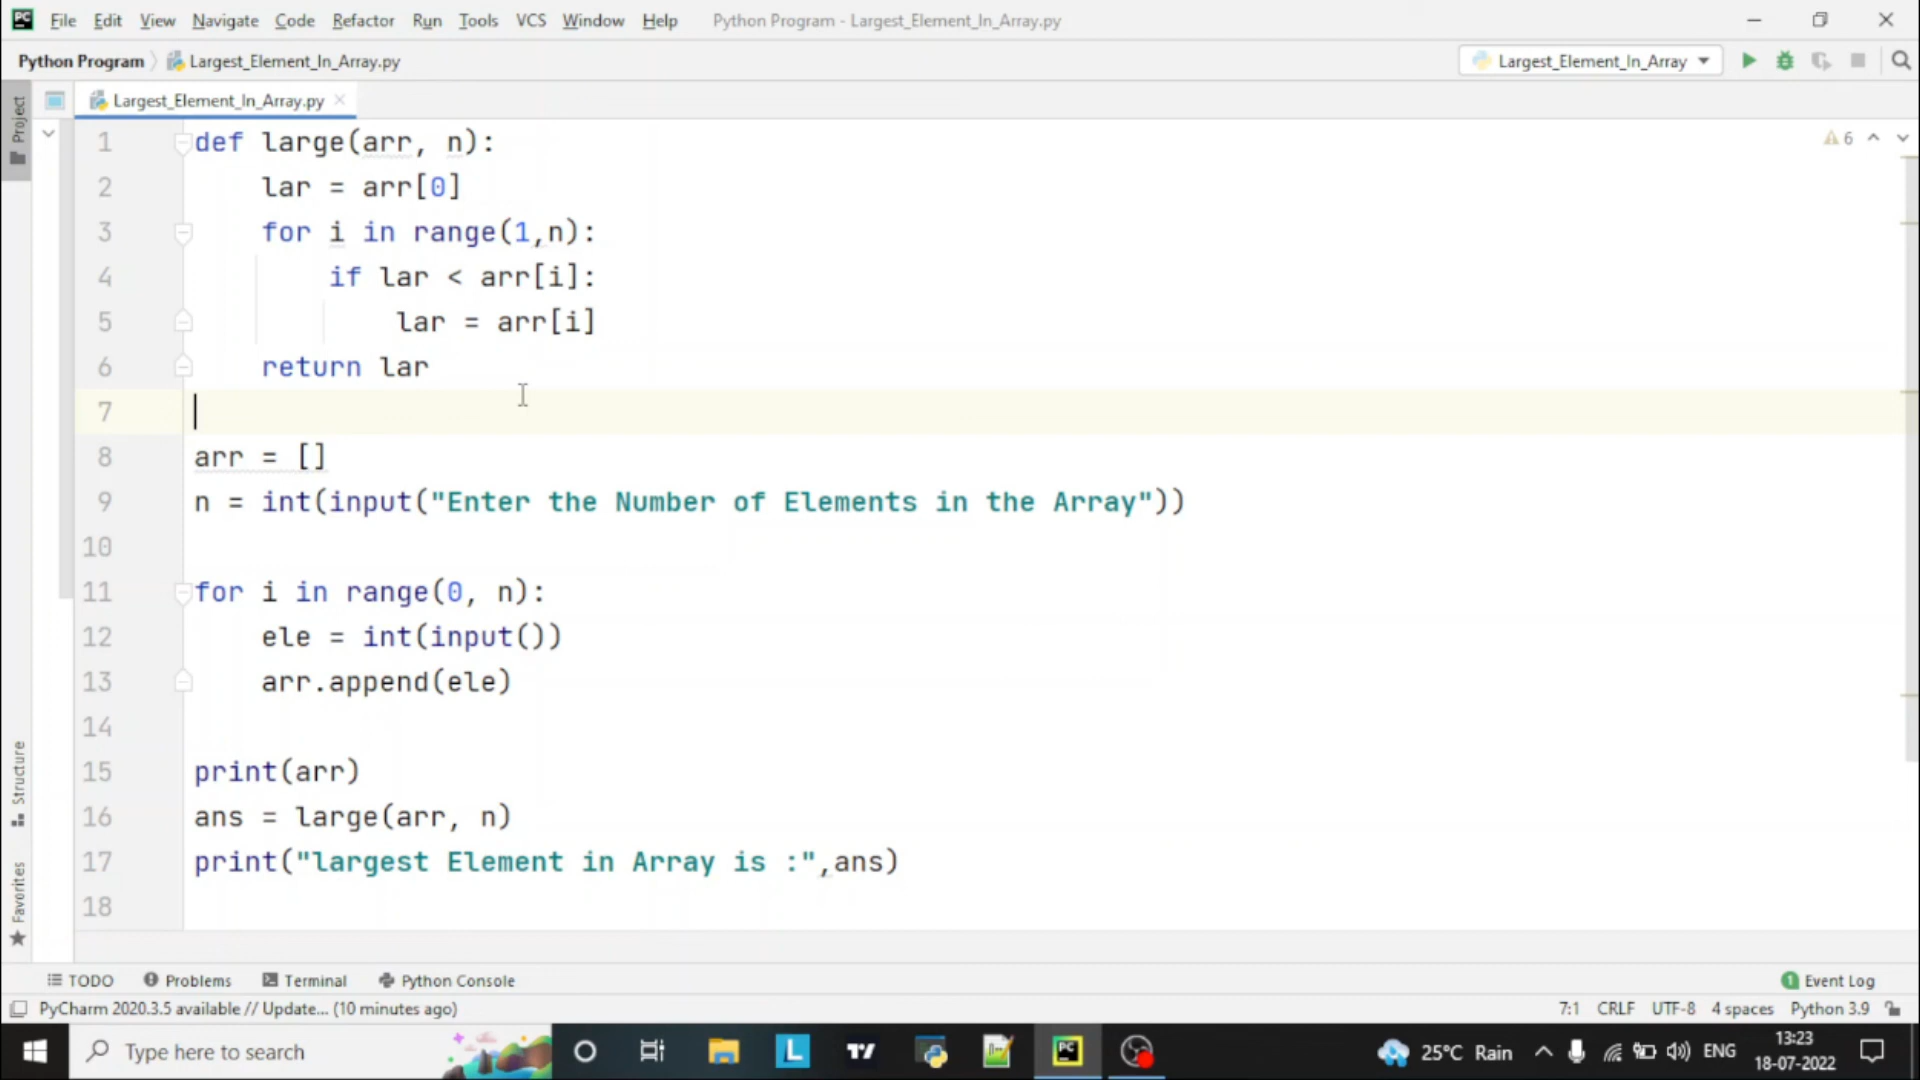 PC File Edit View Navigate Code Refactor Run Tools VCS Window Help Python Program - Largest_Element_In_Array.py
Python Program Largest_Element_In_Array.py Largest_Element_In_Array
Project
Largest_Element_In_Array.py
6
1 def large(arr, n):
2 lar = arr[0]
3 for i in range(1,n):
4 if lar < arr[i]:
5 lar = arr[i]
6 return lar
7
8 arr = []
9 n = int(input("Enter the Number of Elements in the Array"))
10
11 for i in range(0, n):
12 ele = int(input())
13 arr.append(ele)
14
15 print(arr)
16 ans = large(arr, n)
17 print("largest Element in Array is :",ans)
18
Structure
Favorites
TODO Problems Terminal Python Console 1 Event Log
PyCharm 2020.3.5 available // Update... (10 minutes ago) 7:1 CRLF UTF-8 4 spaces Python 3.9
Type here to search L PC 25°C Rain ENG 13:23
18-07-2022